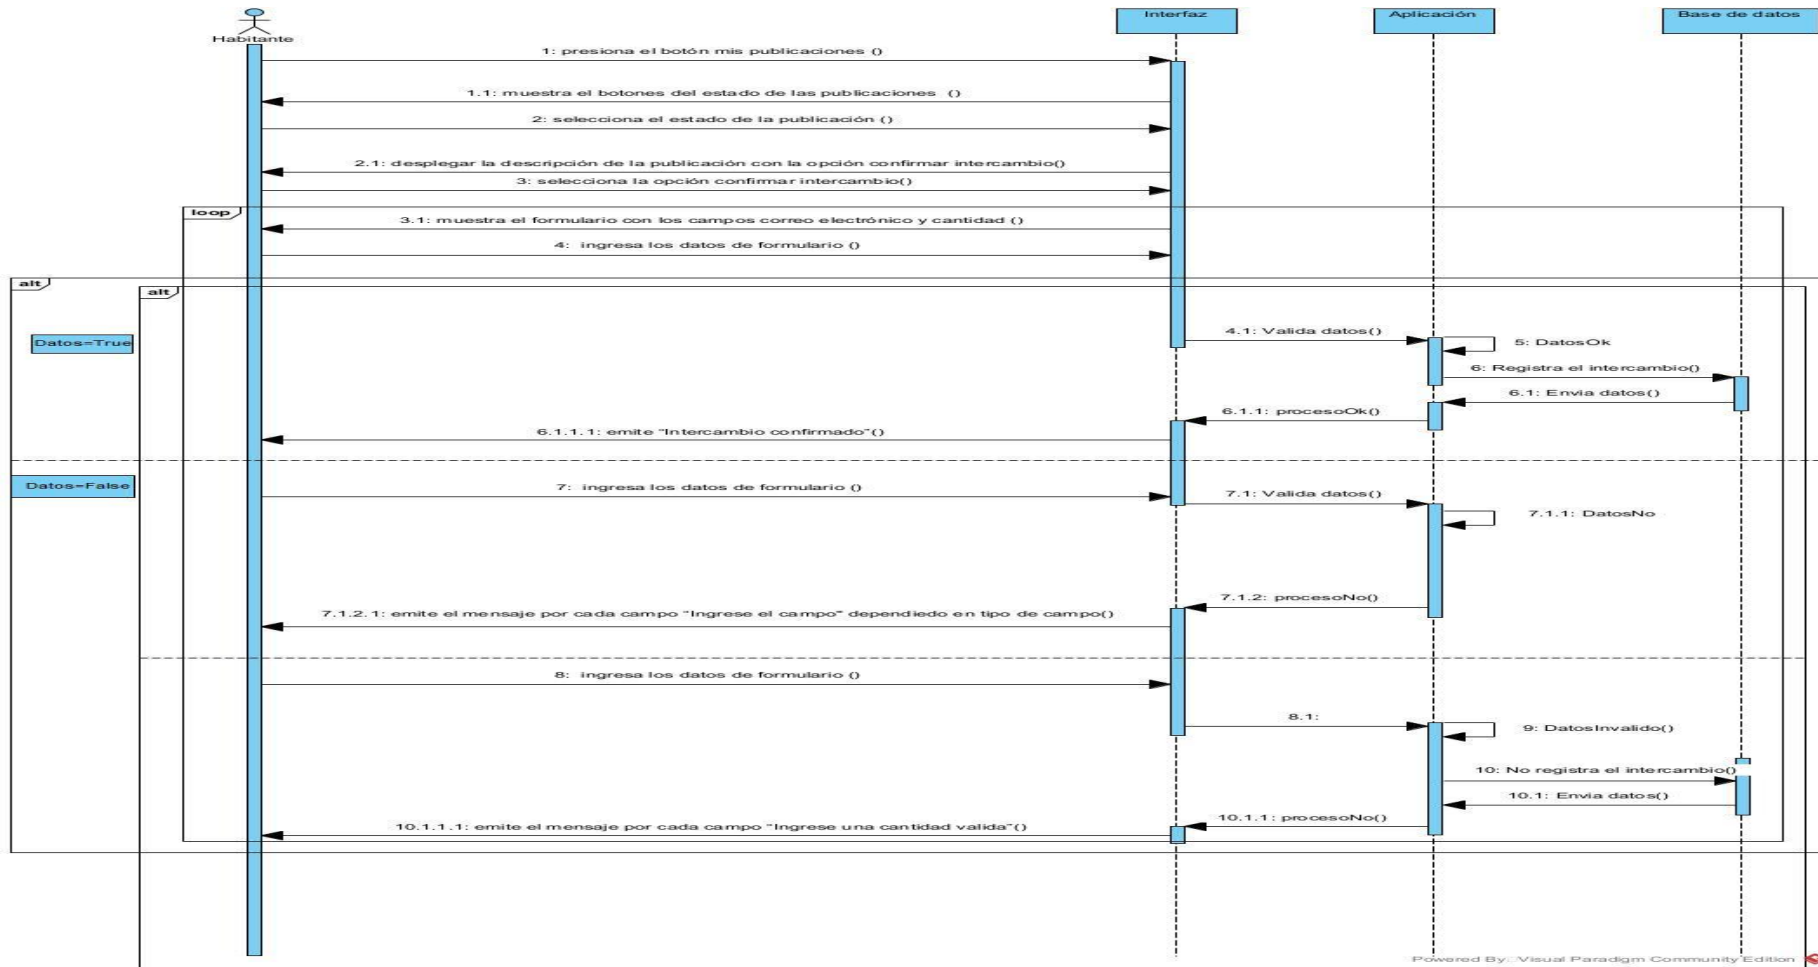 Habitante
Interfaz
Aplicación
Base de datos
1: presiona el botón mis publicaciones ()
1.1: muestra el botones del estado de las publicaciones ()
2: selecciona el estado de la publicación ()
2.1: desplegar la descripción de la publicación con la opción confirmar intercambio()
3: selecciona la opción confirmar intercambio()
loop
3.1: muestra el formulario con los campos correo electrónico y cantidad ()
4: ingresa los datos de formulario ()
alt
alt
Datos=True
4.1: Valida datos()
5: DatosOk
6: Registra el intercambio()
6.1: Envia datos()
6.1.1: procesoOk()
6.1.1.1: emite "Intercambio confirmado"()
Datos=False
7: ingresa los datos de formulario ()
7.1: Valida datos()
7.1.1: DatosNo
7.1.2: procesoNo()
7.1.2.1: emite el mensaje por cada campo "Ingrese el campo" dependiedo en tipo de campo()
8: ingresa los datos de formulario ()
8.1:
9: DatosInvalido()
10: No registra el intercambio()
10.1: Envia datos()
10.1.1: procesoNo()
10.1.1.1: emite el mensaje por cada campo "Ingrese una cantidad valida"()
Powered By: Visual Paradigm Community Edition